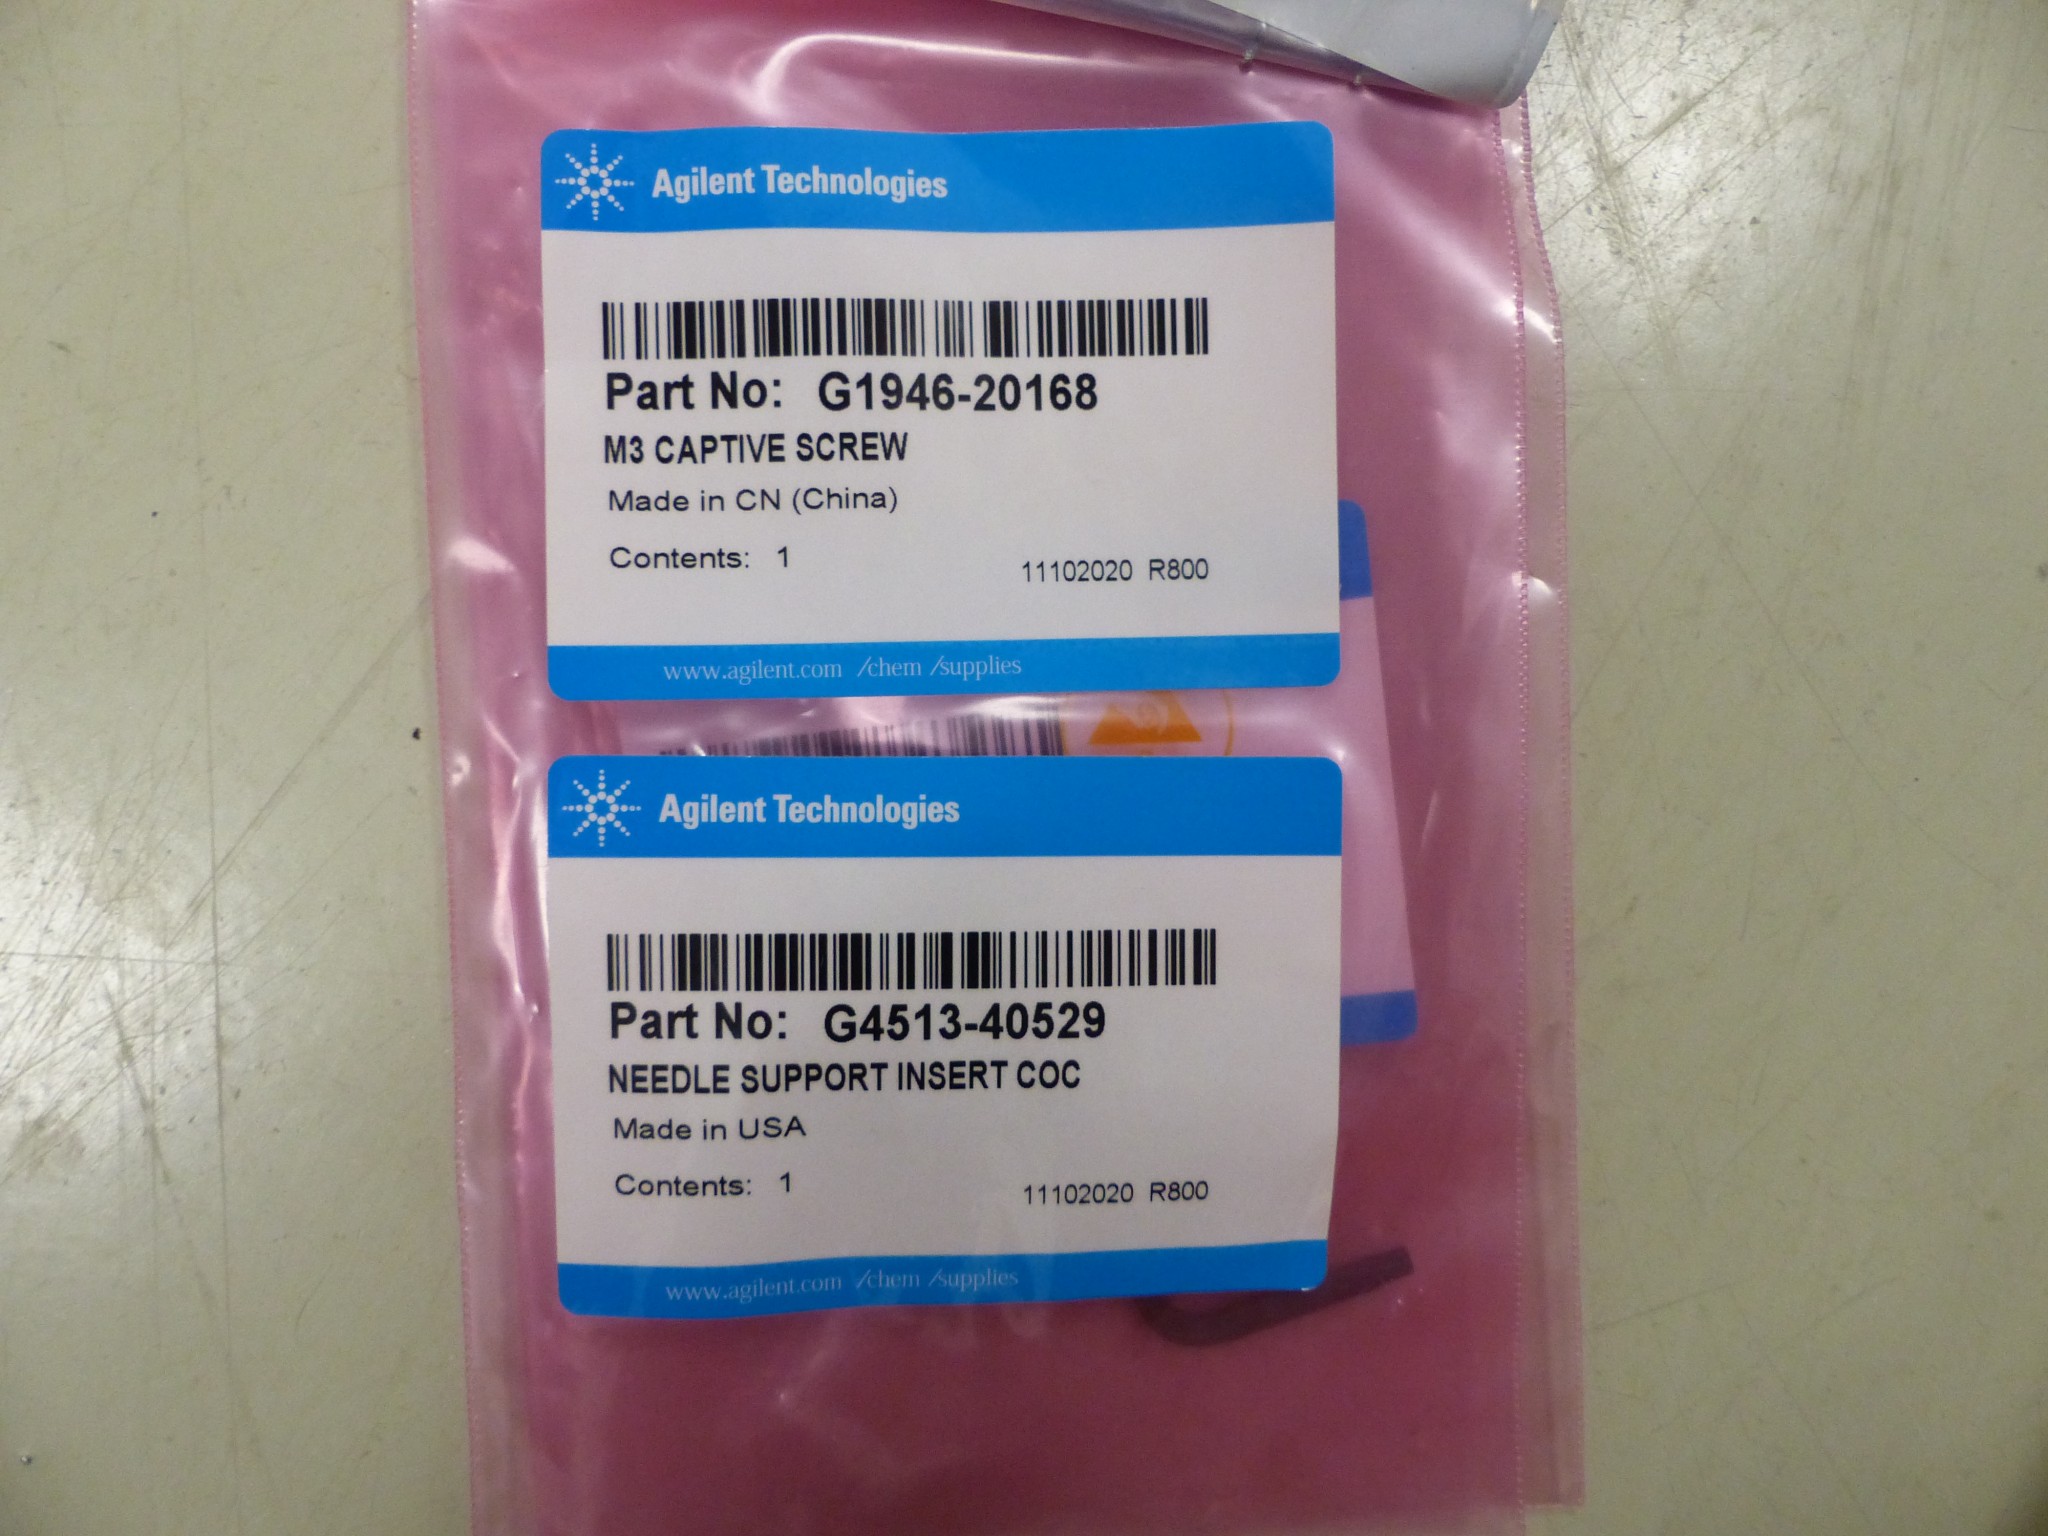 Agilent Technologies
Part No: G1946-20168
M3 CAPTIVE SCREW
Made in CN (China)
Contents: 1
11102020 R800
www.agilent.com /chem /supplies
Agilent Technologies
Part No: G4513-40529
NEEDLE SUPPORT INSERT COC
Made in USA
Contents: 1
11102020 R800
www.agilent.com /chem /supplies